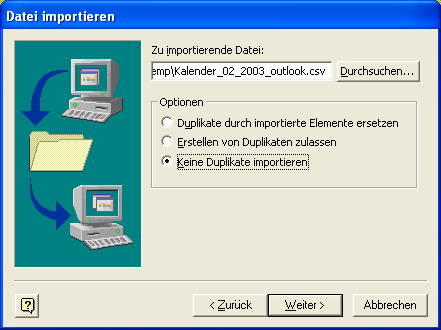 Datei importieren
Zu importierende Datei:
emp\Kalender_02_2003_outlook.csv
Durchsuchen...
Optionen
Duplikate durch importierte Elemente ersetzen
Erstellen von Duplikaten zulassen
Keine Duplikate importieren
?
< Zurück
Weiter >
Abbrechen